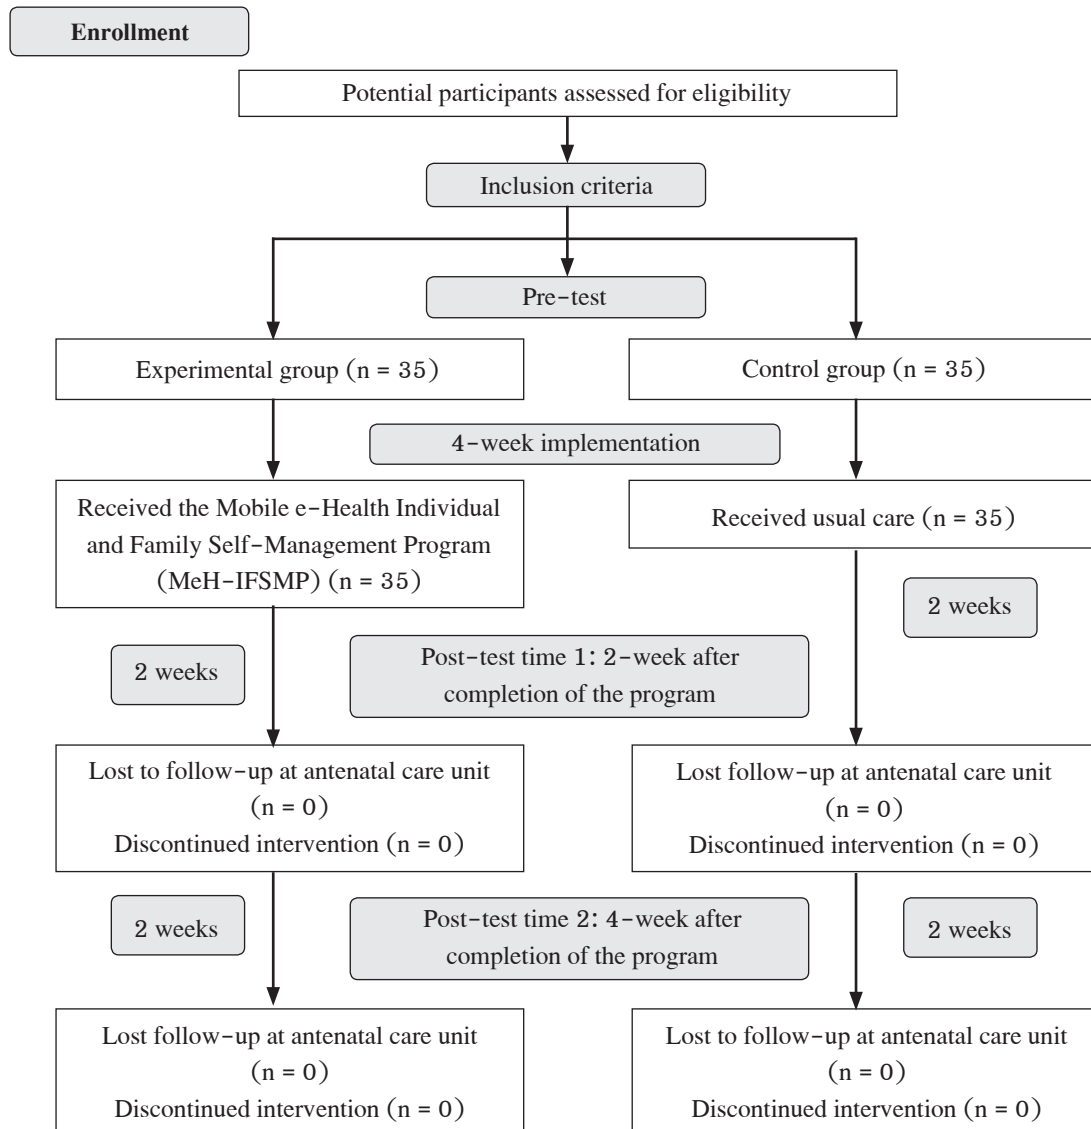 Enrollment
Potential participants assessed for eligibility
Inclusion criteria
Pre-test
Experimental group (n = 35)
Control group (n = 35)
4-week implementation
Received the Mobile e-Health Individual
and Family Self-Management Program
(MeH-IFSMP) (n = 35)
Received usual care (n = 35)
2 weeks
2 weeks
Post-test time 1: 2-week after
completion of the program
Lost to follow-up at antenatal care unit
(n = 0)
Discontinued intervention (n = 0)
Lost follow-up at antenatal care unit
(n = 0)
Discontinued intervention (n = 0)
2 weeks
Post-test time 2: 4-week after
completion of the program
2 weeks
Lost follow-up at antenatal care unit
(n = 0)
Discontinued intervention (n = 0)
Lost to follow-up at antenatal care unit
(n = 0)
Discontinued intervention (n = 0)